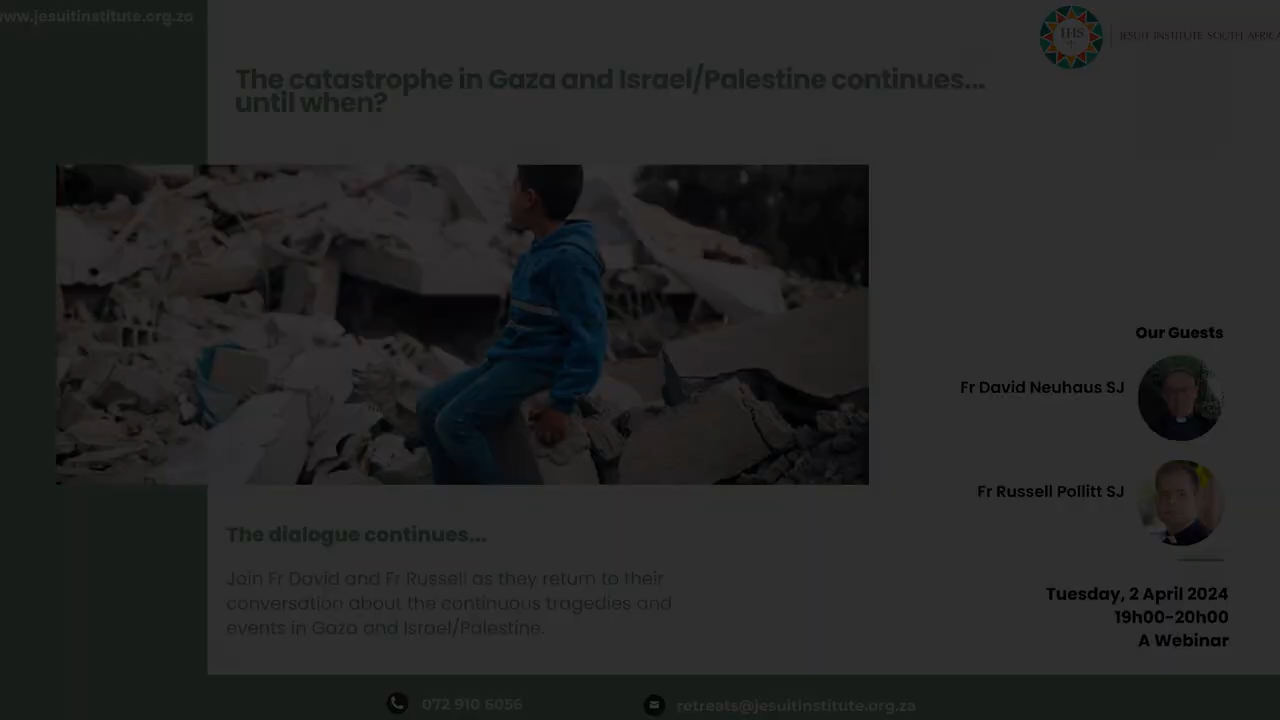 www.jesuitinstitute.org.za
IHS
JESUIT INSTITUTE SOUTH AFRICA
The catastrophe in Gaza and Israel/Palestine continues...
until when?
Our Guests
Fr David Neuhaus SJ
Fr Russell Pollitt SJ
The dialogue continues...
Join Fr David and Fr Russell as they return to their
conversation about the continuous tragedies and
events in Gaza and Israel/Palestine.
Tuesday, 2 April 2024
19h00-20h00
A Webinar
072 910 6056
retreats@jesuitinstitute.org.za